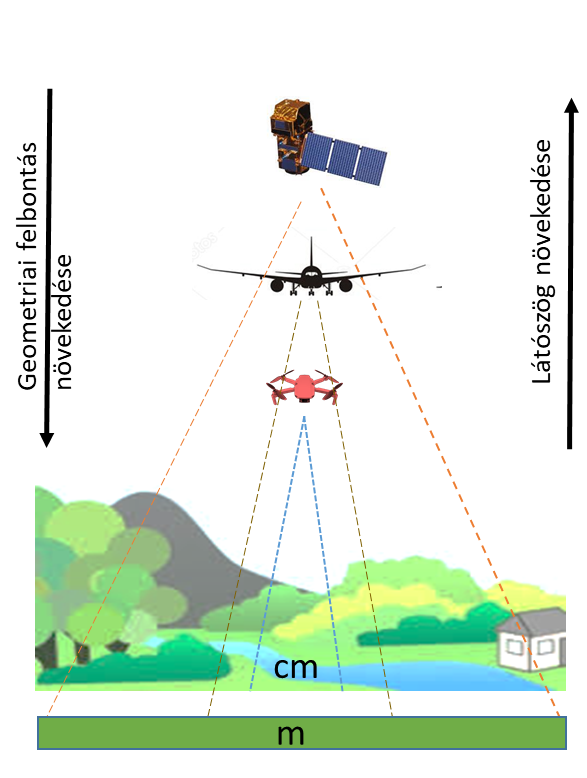 Geometriai felbontás
növekedése
Látószög növekedése
cm
m